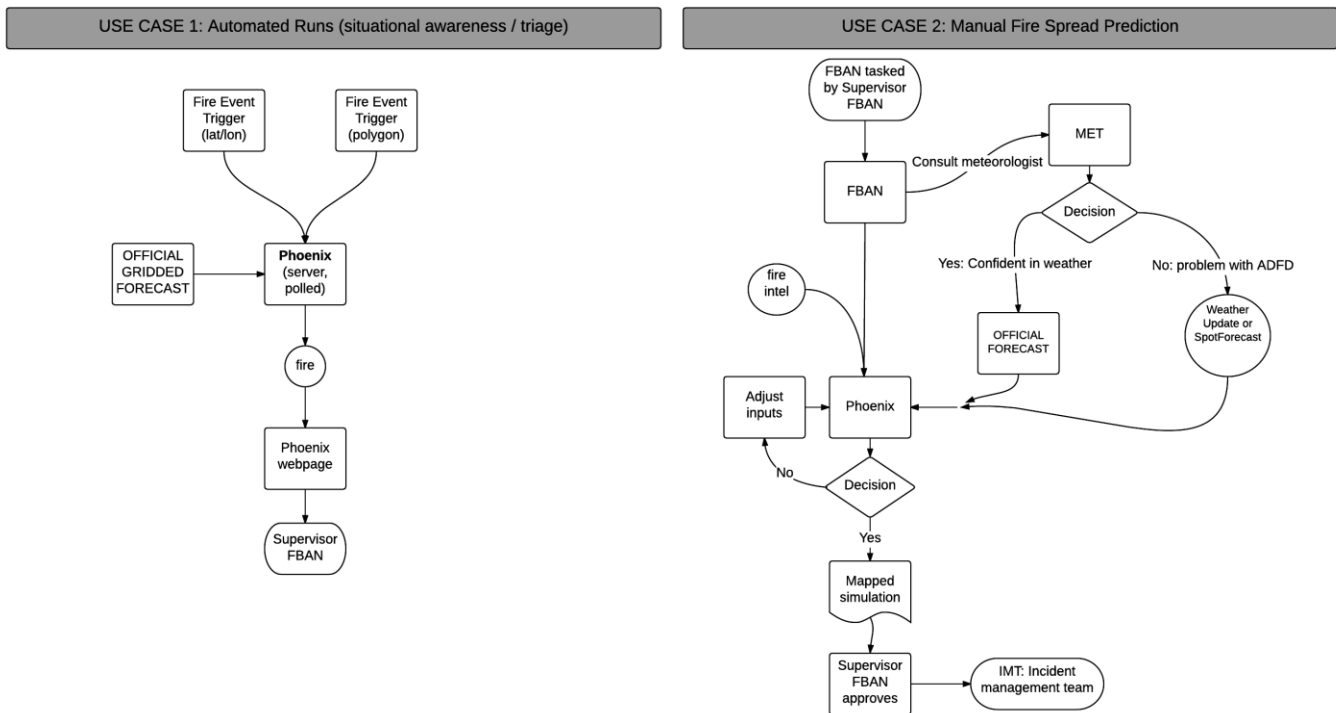 USE CASE 1: Automated Runs (situational awareness / triage)
Fire Event
Trigger
(lat/lon)
Fire Event
Trigger
(polygon)
OFFICIAL
GRIDDED
FORECAST
Phoenix
(server,
polled)
fire
Phoenix
webpage
Supervisor
FBAN
USE CASE 2: Manual Fire Spread Prediction
FBAN tasked
by Supervisor
FBAN
MET
Consult meteorologist
FBAN
Decision
Yes: Confident in weather
No: problem with ADFD
fire
intel
Weather
Update or
SpotForecast
OFFICIAL
FORECAST
Adjust
inputs
Phoenix
No
Decision
Yes
Mapped
simulation
Supervisor
FBAN
approves
IMT: Incident
management team